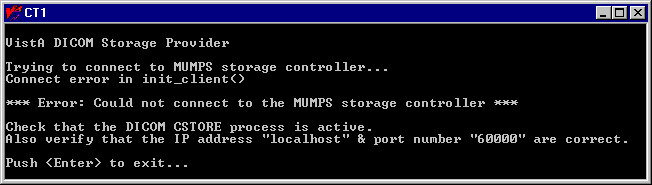 CT1
VistA DICOM Storage Provider
Trying to connect to MUMPS storage controller...
Connect error in init_client()
*** Error: Could not connect to the MUMPS storage controller ***
Check that the DICOM CSTORE process is active.
Also verify that the IP address "localhost" & port number "60000" are correct.
Push <Enter> to exit...